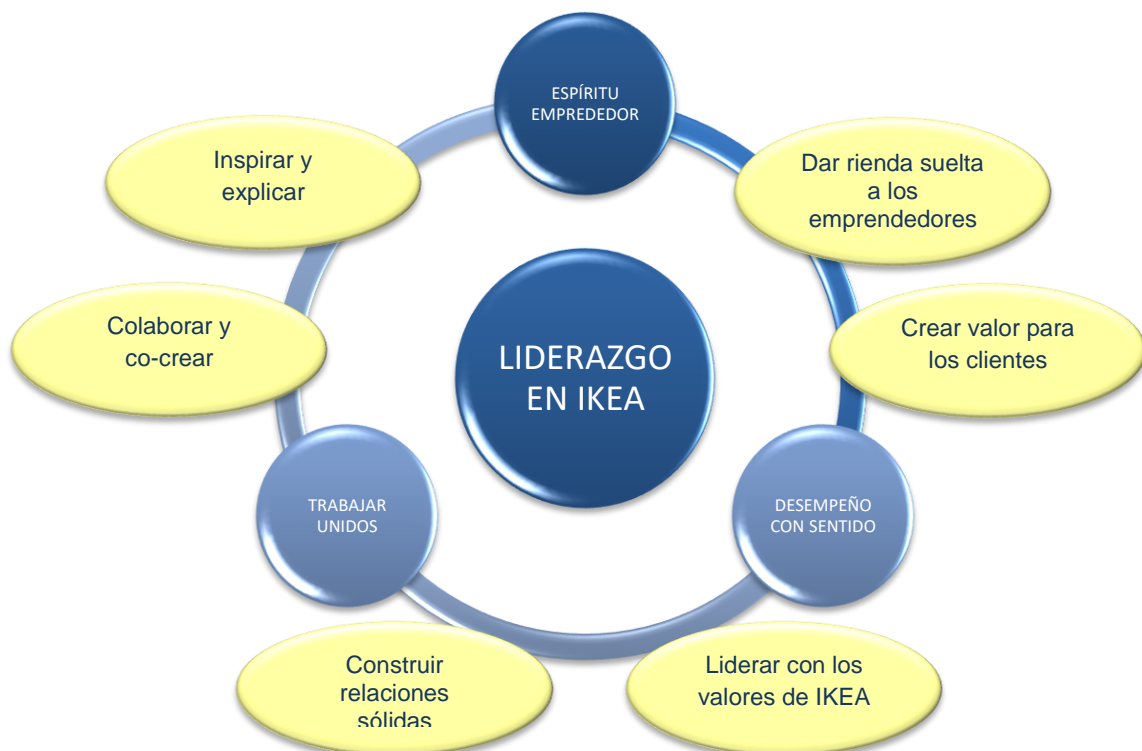 ESPÍRITU
EMPREDEDOR
Inspirar y
explicar
Dar rienda suelta
a los
emprendedores
Colaborar y
co-crear
LIDERAZGO
EN IKEA
Crear valor para
los clientes
TRABAJAR
UNIDOS
DESEMPEÑO
CON SENTIDO
Construir
relaciones
sólidas
Liderar con los
valores de IKEA